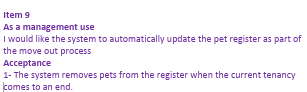 Item 9
As a management use
I would like the system to automatically update the pet register as part of
the move out process
Acceptance
1- The system removes pets from the register when the current tenancy
comes to an end.